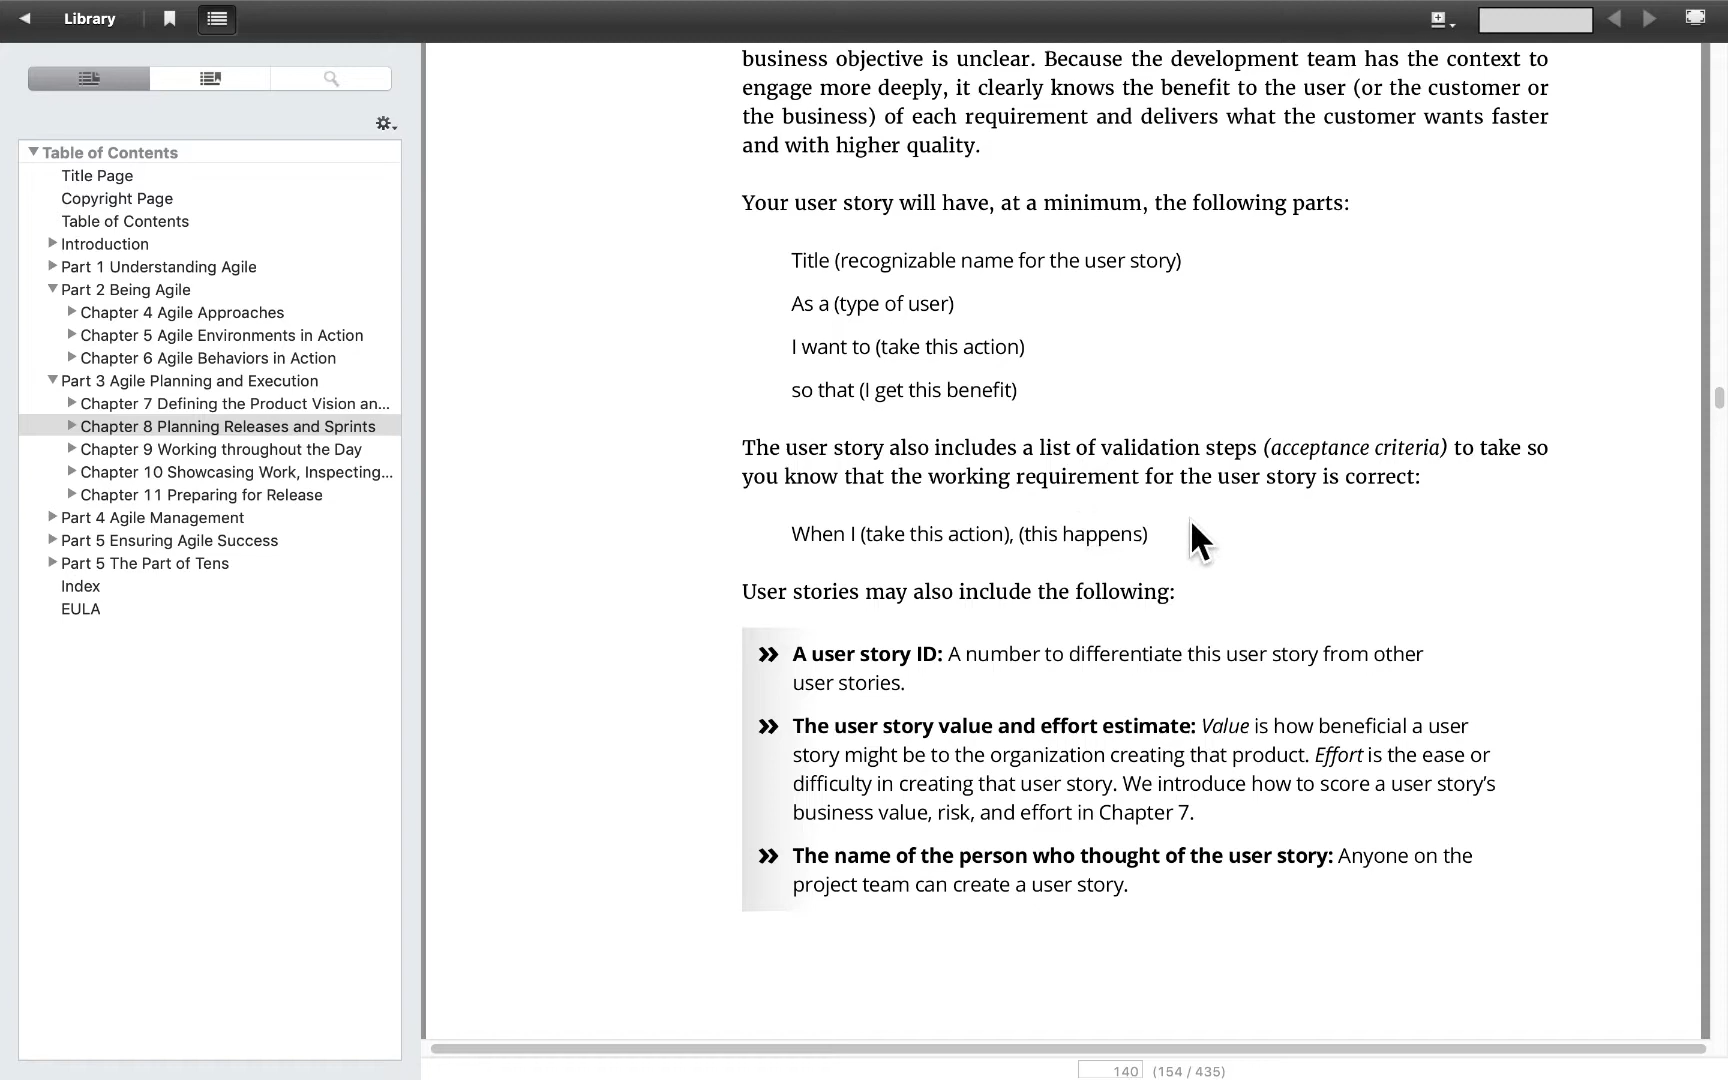 Library
Table of Contents
Title Page
Copyright Page
Table of Contents
Introduction
Part 1 Understanding Agile
Part 2 Being Agile
Chapter 4 Agile Approaches
Chapter 5 Agile Environments in Action
Chapter 6 Agile Behaviors in Action
Part 3 Agile Planning and Execution
Chapter 7 Defining the Product Vision an...
Chapter 8 Planning Releases and Sprints
Chapter 9 Working throughout the Day
Chapter 10 Showcasing Work, Inspecting...
Chapter 11 Preparing for Release
Part 4 Agile Management
Part 5 Ensuring Agile Success
Part 5 The Part of Tens
Index
EULA
business objective is unclear. Because the development team has the context to
engage more deeply, it clearly knows the benefit to the user (or the customer or
the business) of each requirement and delivers what the customer wants faster
and with higher quality.
Your user story will have, at a minimum, the following parts:
Title (recognizable name for the user story)
As a (type of user)
I want to (take this action)
so that (I get this benefit)
The user story also includes a list of validation steps (acceptance criteria) to take so
you know that the working requirement for the user story is correct:
When I (take this action), (this happens)
User stories may also include the following:
» A user story ID: A number to differentiate this user story from other
user stories.
» The user story value and effort estimate: Value is how beneficial a user
story might be to the organization creating that product. Effort is the ease or
difficulty in creating that user story. We introduce how to score a user story's
business value, risk, and effort in Chapter 7.
» The name of the person who thought of the user story: Anyone on the
project team can create a user story.
140 (154 / 435)